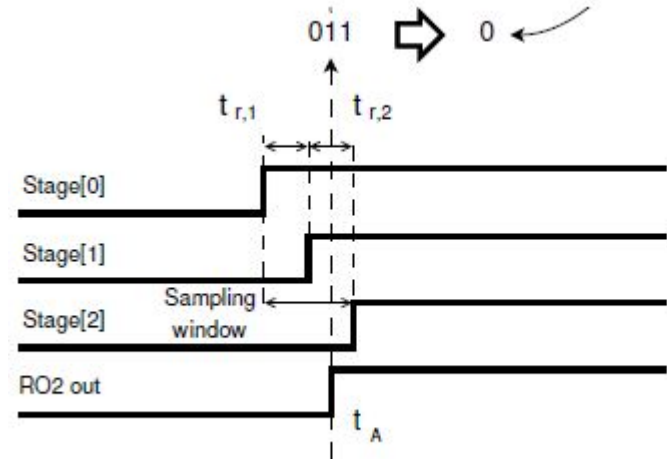 011 0
t r,1 t r,2
Stage[0]
Stage[1]
Sampling
window
Stage[2]
RO2 out
t A